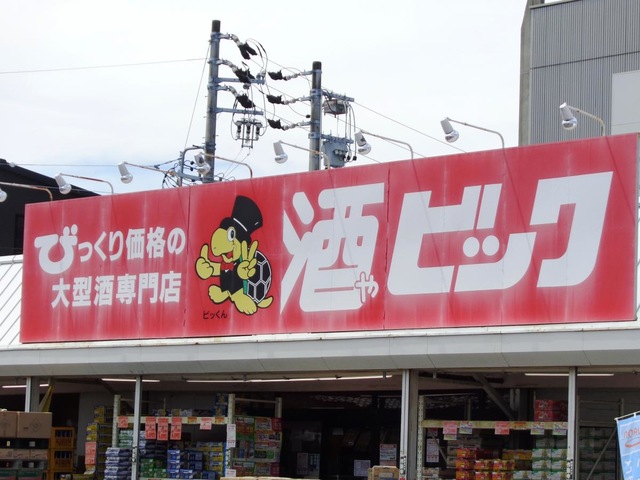 びっくり価格の
大型酒専門店
ビッくん
酒やビック